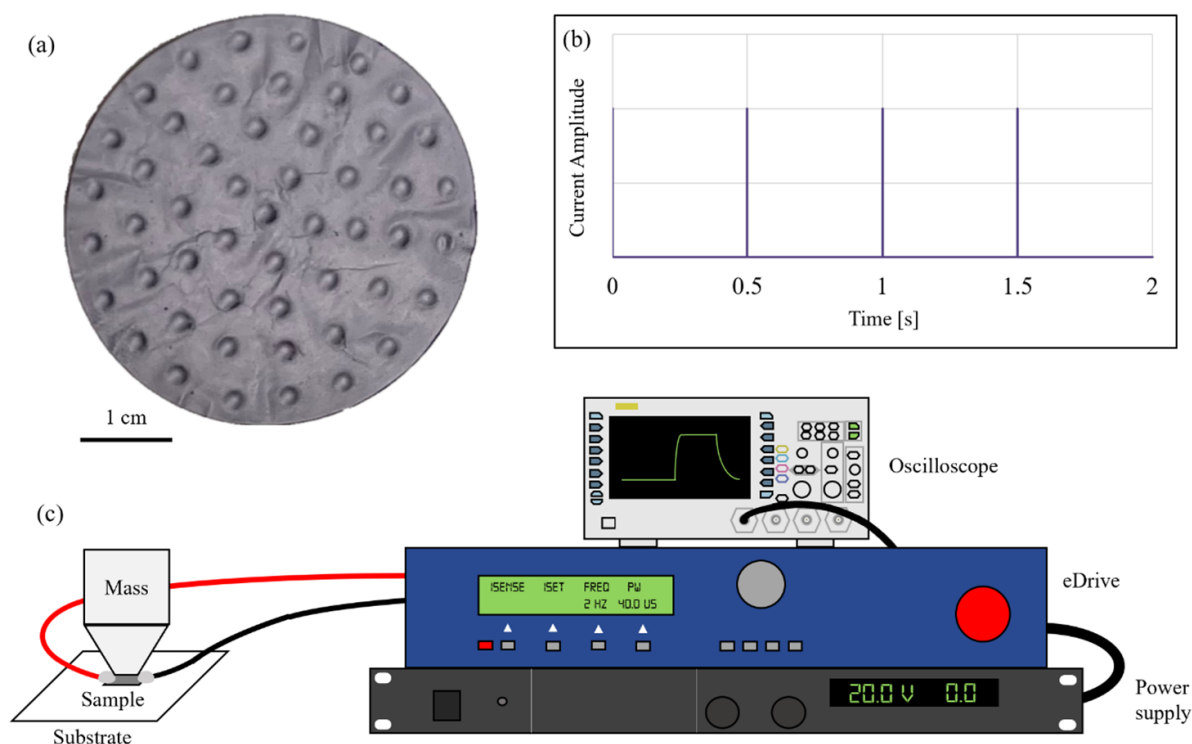 (a)
1 cm
(b)
Current Amplitude
0 0.5 1 1.5 2
Time [s]
(c)
Oscilloscope
Mass
ISENSE ISET FREQ PW
2 HZ 40.0 US
eDrive
Sample
Substrate
20.0 V 0.0
Power
supply